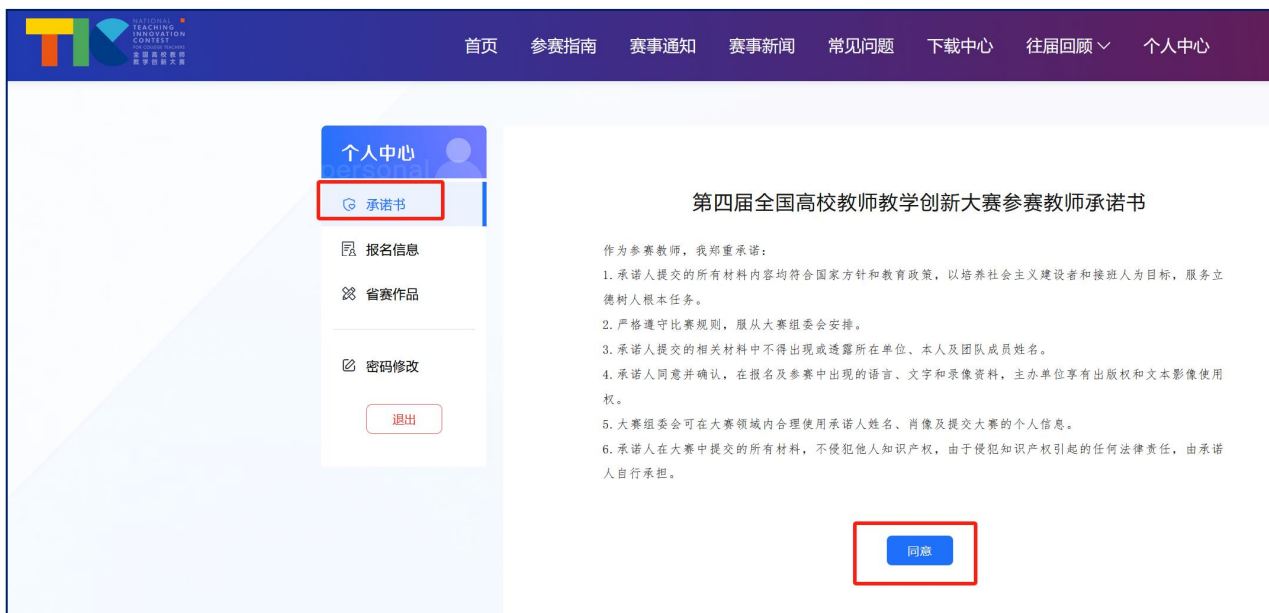 NATIONAL
TEACHING
INNOVATION
CONTEST
FOR COLLEGE TEACHERS
全国高校教师
教学创新大赛
首页 参赛指南 赛事通知 赛事新闻 常见问题 下载中心 往届回顾 个人中心
个人中心
personal
承诺书
报名信息
省赛作品
密码修改
退出
第四届全国高校教师教学创新大赛参赛教师承诺书
作为参赛教师，我郑重承诺：
1.承诺人提交的所有材料内容均符合国家方针和教育政策，以培养社会主义建设者和接班人为目标，服务立
德树人根本任务。
2.严格遵守比赛规则，服从大赛组委会安排。
3.承诺人提交的相关材料中不得出现或透露所在单位、本人及团队成员姓名。
4.承诺人同意并确认，在报名及参赛中出现的语言、文字和录像资料，主办单位享有出版权和文本影像使用
权。
5.大赛组委会可在大赛领域内合理使用承诺人姓名、肖像及提交大赛的个人信息。
6.承诺人在大赛中提交的所有材料，不侵犯他人知识产权，由于侵犯知识产权引起的任何法律责任，由承诺
人自行承担。
同意